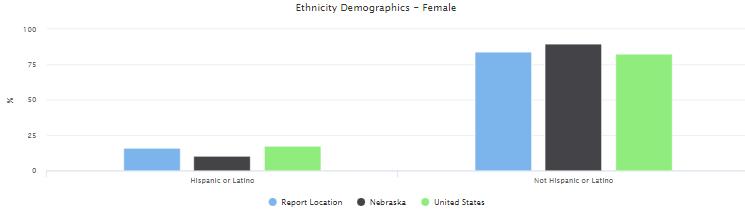 Ethnicity Demographics – Female
100
75
50
25
0
%
Hispanic or Latino
Not Hispanic or Latino
Report Location
Nebraska
United States